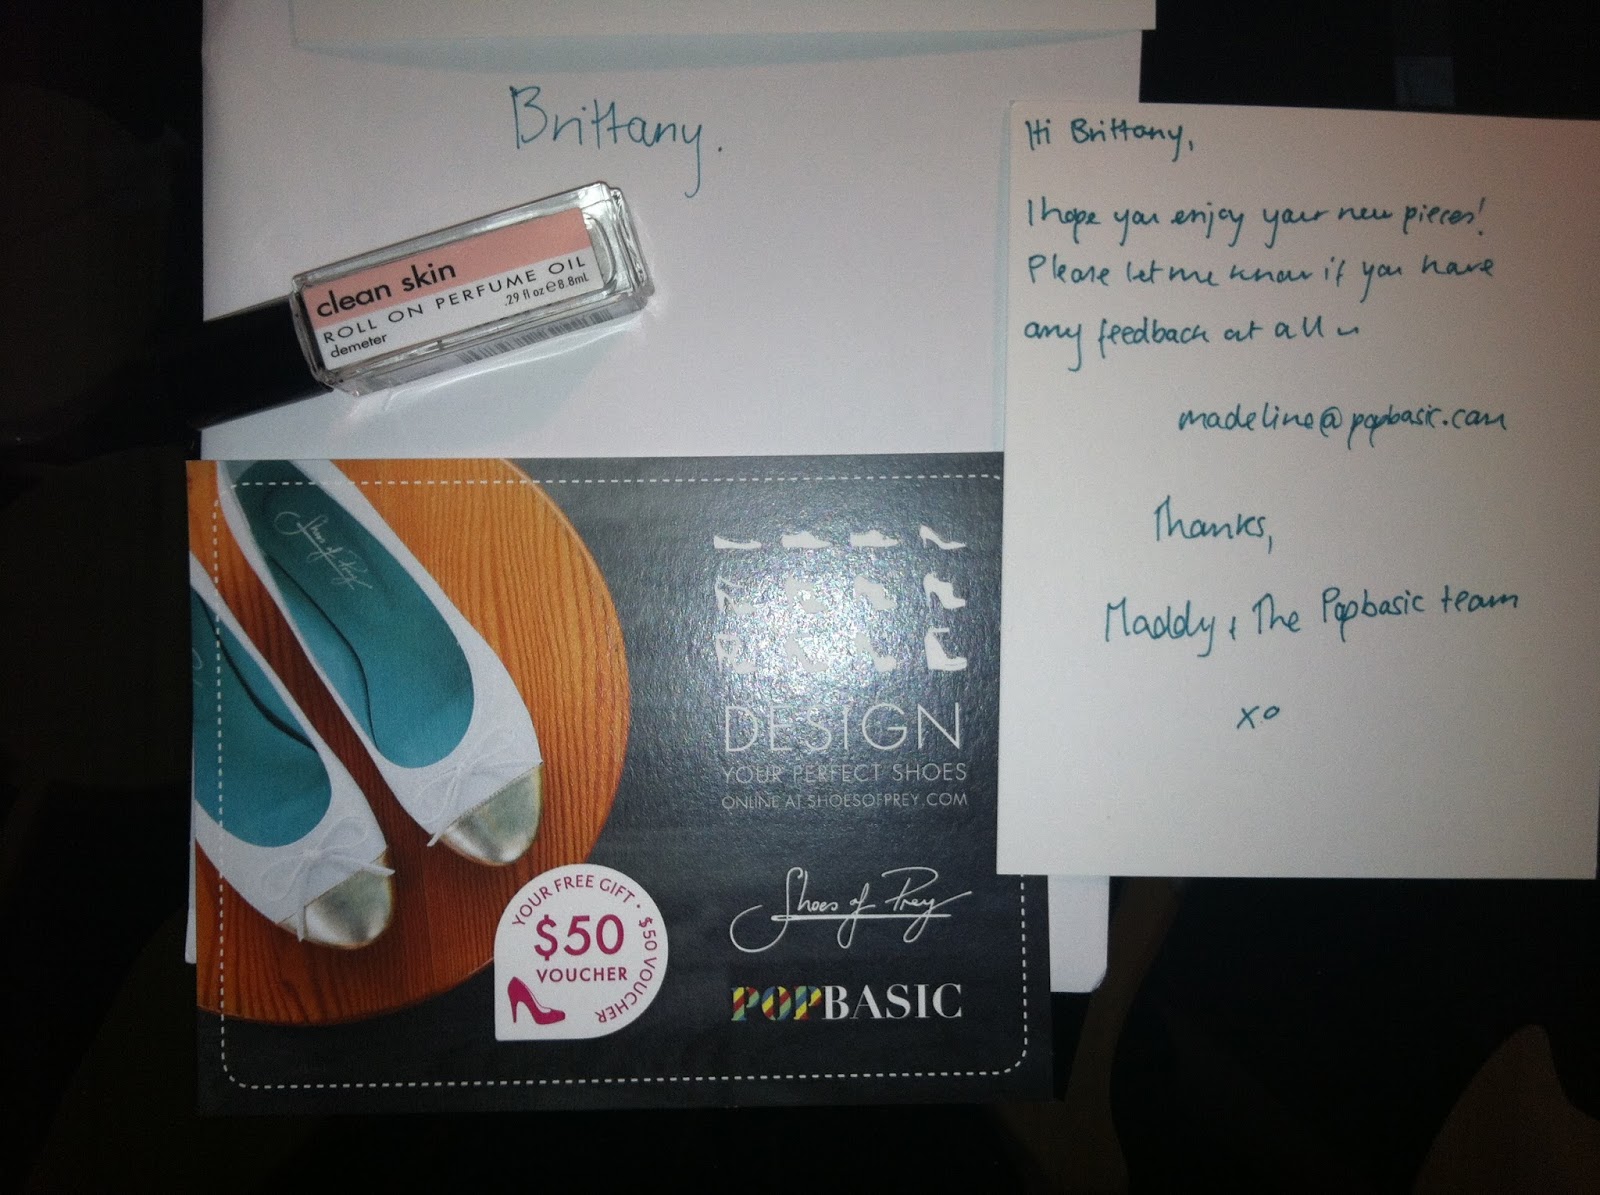 Brittany.
clean skin
ROLL ON PERFUME OIL
demeter
.29 fl oz e 8.8mL
Hi Brittany,
I hope you enjoy your new pieces!
Please let me know if you have
any feedback at all ~
madeline@popbasic.com
Thanks,
Maddy + The Popbasic team
xo
Shoes of Prey
DESIGN
YOUR PERFECT SHOES
ONLINE AT SHOESOFPREY.COM
YOUR FREE GIFT · $50 VOUCHER
$50
VOUCHER
Shoes of Prey
POPBASIC